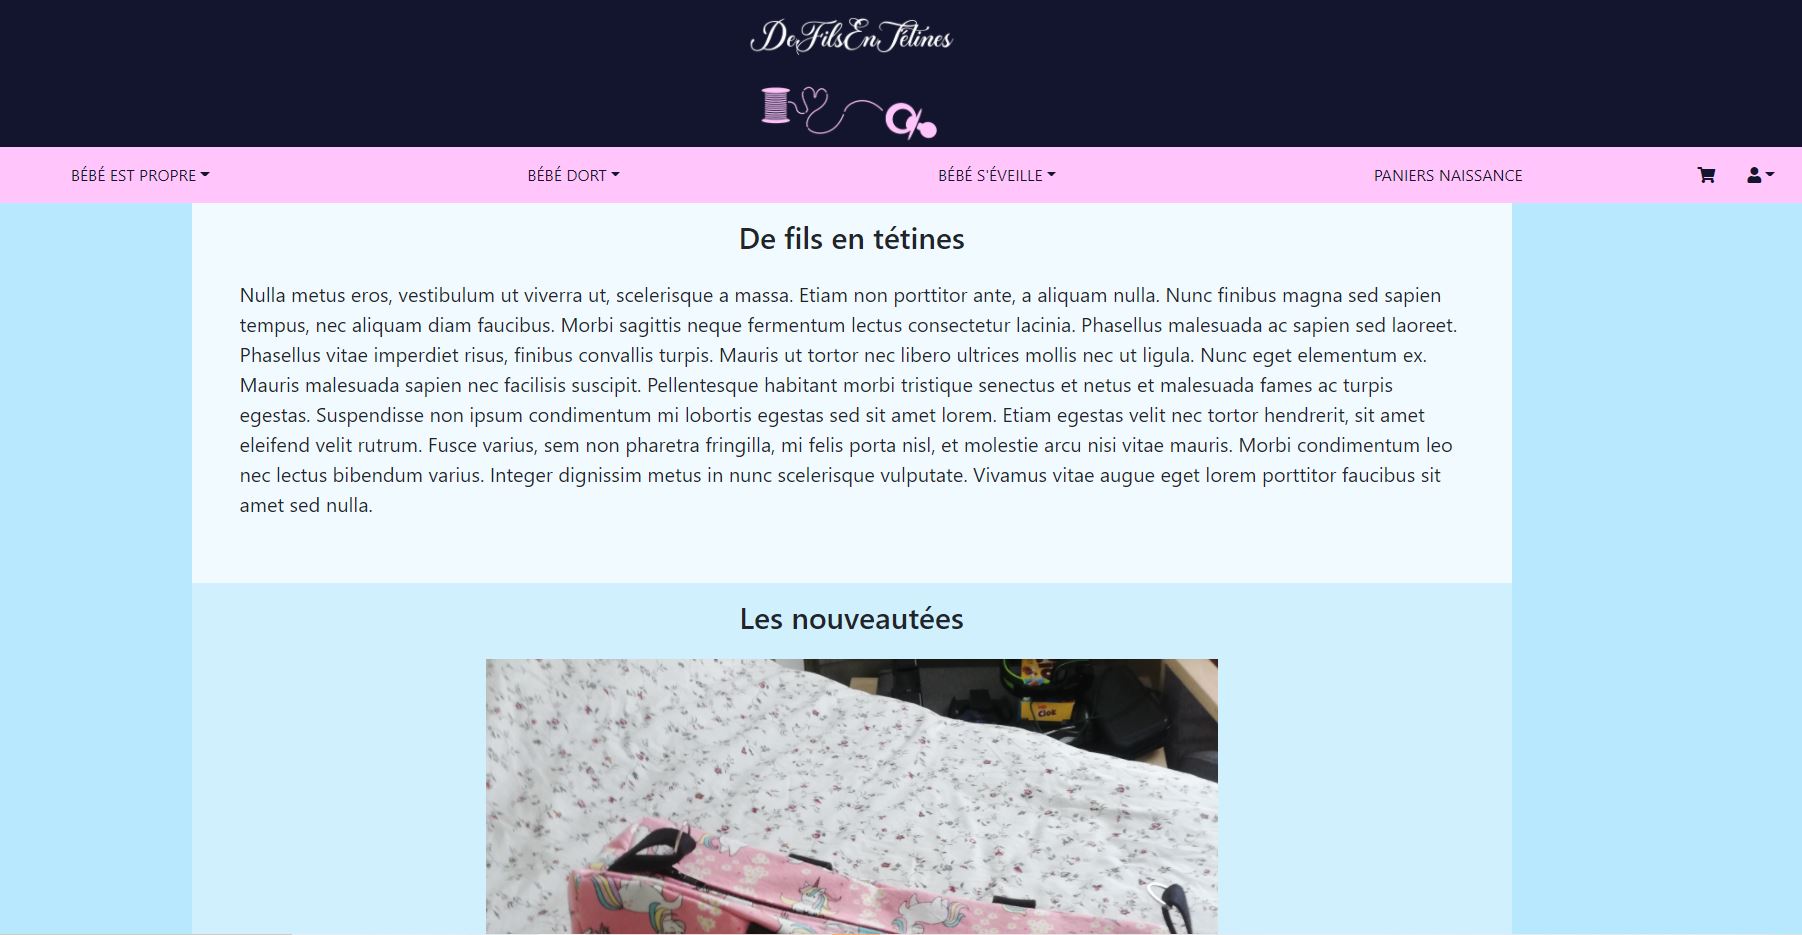 DeFilsEnTétines
BÉBÉ EST PROPRE
BÉBÉ DORT
BÉBÉ S'ÉVEILLE
PANIERS NAISSANCE
De fils en tétines
Nulla metus eros, vestibulum ut viverra ut, scelerisque a massa. Etiam non porttitor ante, a aliquam nulla. Nunc finibus magna sed sapien
tempus, nec aliquam diam faucibus. Morbi sagittis neque fermentum lectus consectetur lacinia. Phasellus malesuada ac sapien sed laoreet.
Phasellus vitae imperdiet risus, finibus convallis turpis. Mauris ut tortor nec libero ultrices mollis nec ut ligula. Nunc eget elementum ex.
Mauris malesuada sapien nec facilisis suscipit. Pellentesque habitant morbi tristique senectus et netus et malesuada fames ac turpis
egestas. Suspendisse non ipsum condimentum mi lobortis egestas sed sit amet lorem. Etiam egestas velit nec tortor hendrerit, sit amet
eleifend velit rutrum. Fusce varius, sem non pharetra fringilla, mi felis porta nisl, et molestie arcu nisi vitae mauris. Morbi condimentum leo
nec lectus bibendum varius. Integer dignissim metus in nunc scelerisque vulputate. Vivamus vitae augue eget lorem porttitor faucibus sit
amet sed nulla.
Les nouveautées
Clok